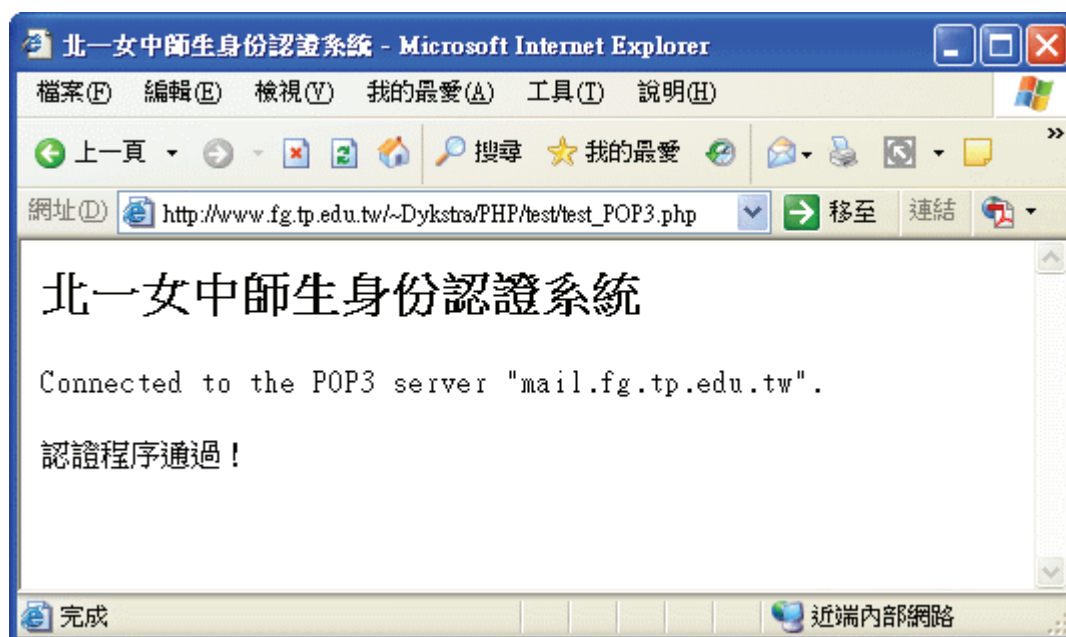 北一女中師生身份認證系統 - Microsoft Internet Explorer
檔案(F) 編輯(E) 檢視(V) 我的最愛(A) 工具(T) 說明(H)
上一頁 搜尋 我的最愛 »
網址(D) http://www.fg.tp.edu.tw/~Dykstra/PHP/test/test_POP3.php 移至 連結
北一女中師生身份認證系統
Connected to the POP3 server "mail.fg.tp.edu.tw".
認證程序通過！
完成 近端內部網路